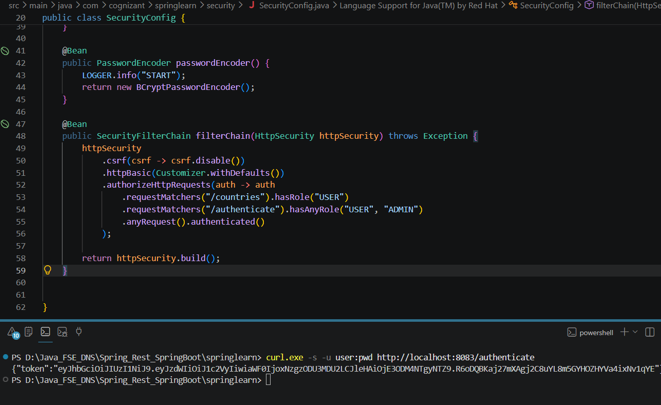 src > main > java > com > cognizant > springlearn > security > J SecurityConfig.java > Language Support for Java(TM) by Red Hat > SecurityConfig > filterChain(HttpSe
20 public class SecurityConfig {
39 }
40
41 @Bean
42 public PasswordEncoder passwordEncoder() {
43 LOGGER.info("START");
44 return new BCryptPasswordEncoder();
45 }
46
47 @Bean
48 public SecurityFilterChain filterChain(HttpSecurity httpSecurity) throws Exception {
49 httpSecurity
50 .csrf(csrf -> csrf.disable())
51 .httpBasic(Customizer.withDefaults())
52 .authorizeHttpRequests(auth -> auth
53 .requestMatchers("/countries").hasRole("USER")
54 .requestMatchers("/authenticate").hasAnyRole("USER", "ADMIN")
55 .anyRequest().authenticated()
56 );
57
58 return httpSecurity.build();
59 }
60
61
62 }
10 powershell
PS D:\Java_FSE_DNS\Spring_Rest_SpringBoot\springlearn> curl.exe -s -u user:pwd http://localhost:8083/authenticate
{"token":"eyJhbGciOiJIUzI1NiJ9.
PS D:\Java_FSE_DNS\Spring_Rest_SpringBoot\springlearn>